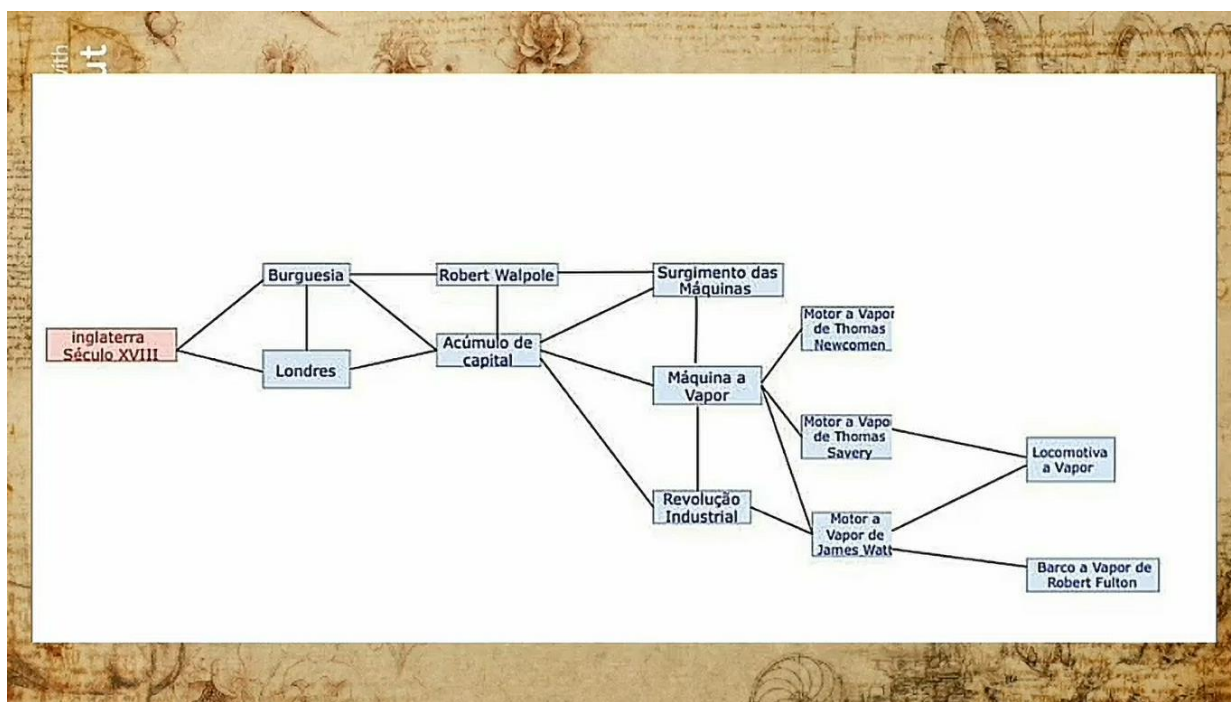 ut
Burguesia
Robert Walpole
Surgimento das
Máquinas
inglaterra
Século XVIII
Londres
Acúmulo de
capital
Máquina a
Vapor
Revolução
Industrial
Motor a Vapor
de Thomas
Newcomen
Motor a Vapo
de Thomas
Savery
Motor a
Vapor de
James Watt
Locomotiva
a Vapor
Barco a Vapor de
Robert Fulton